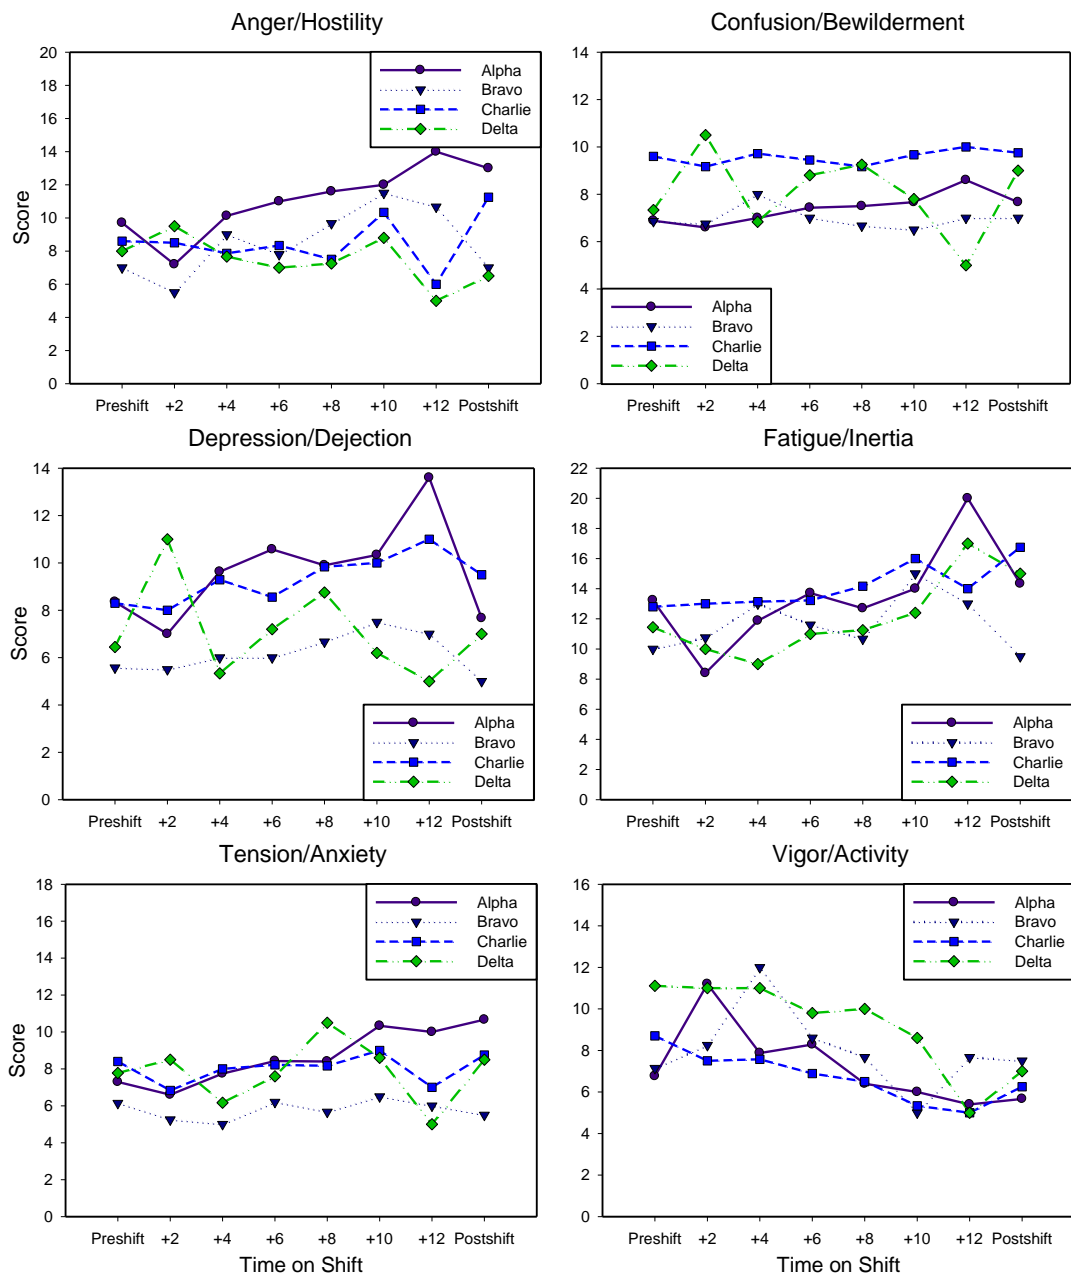 Anger/Hostility
20
18
16
14
12
10
8
6
4
2
0
Score
Alpha
Bravo
Charlie
Delta
Preshift +2 +4 +6 +8 +10 +12 Postshift
Confusion/Bewilderment
14
12
10
8
6
4
2
0
Alpha
Bravo
Charlie
Delta
Preshift +2 +4 +6 +8 +10 +12 Postshift
Depression/Dejection
14
12
10
8
6
4
2
0
Score
Alpha
Bravo
Charlie
Delta
Preshift +2 +4 +6 +8 +10 +12 Postshift
Fatigue/Inertia
22
20
18
16
14
12
10
8
6
4
2
0
Alpha
Bravo
Charlie
Delta
Preshift +2 +4 +6 +8 +10 +12 Postshift
Tension/Anxiety
18
16
14
12
10
8
6
4
2
0
Score
Alpha
Bravo
Charlie
Delta
Preshift +2 +4 +6 +8 +10 +12 Postshift
Time on Shift
Vigor/Activity
16
14
12
10
8
6
4
2
0
Alpha
Bravo
Charlie
Delta
Preshift +2 +4 +6 +8 +10 +12 Postshift
Time on Shift